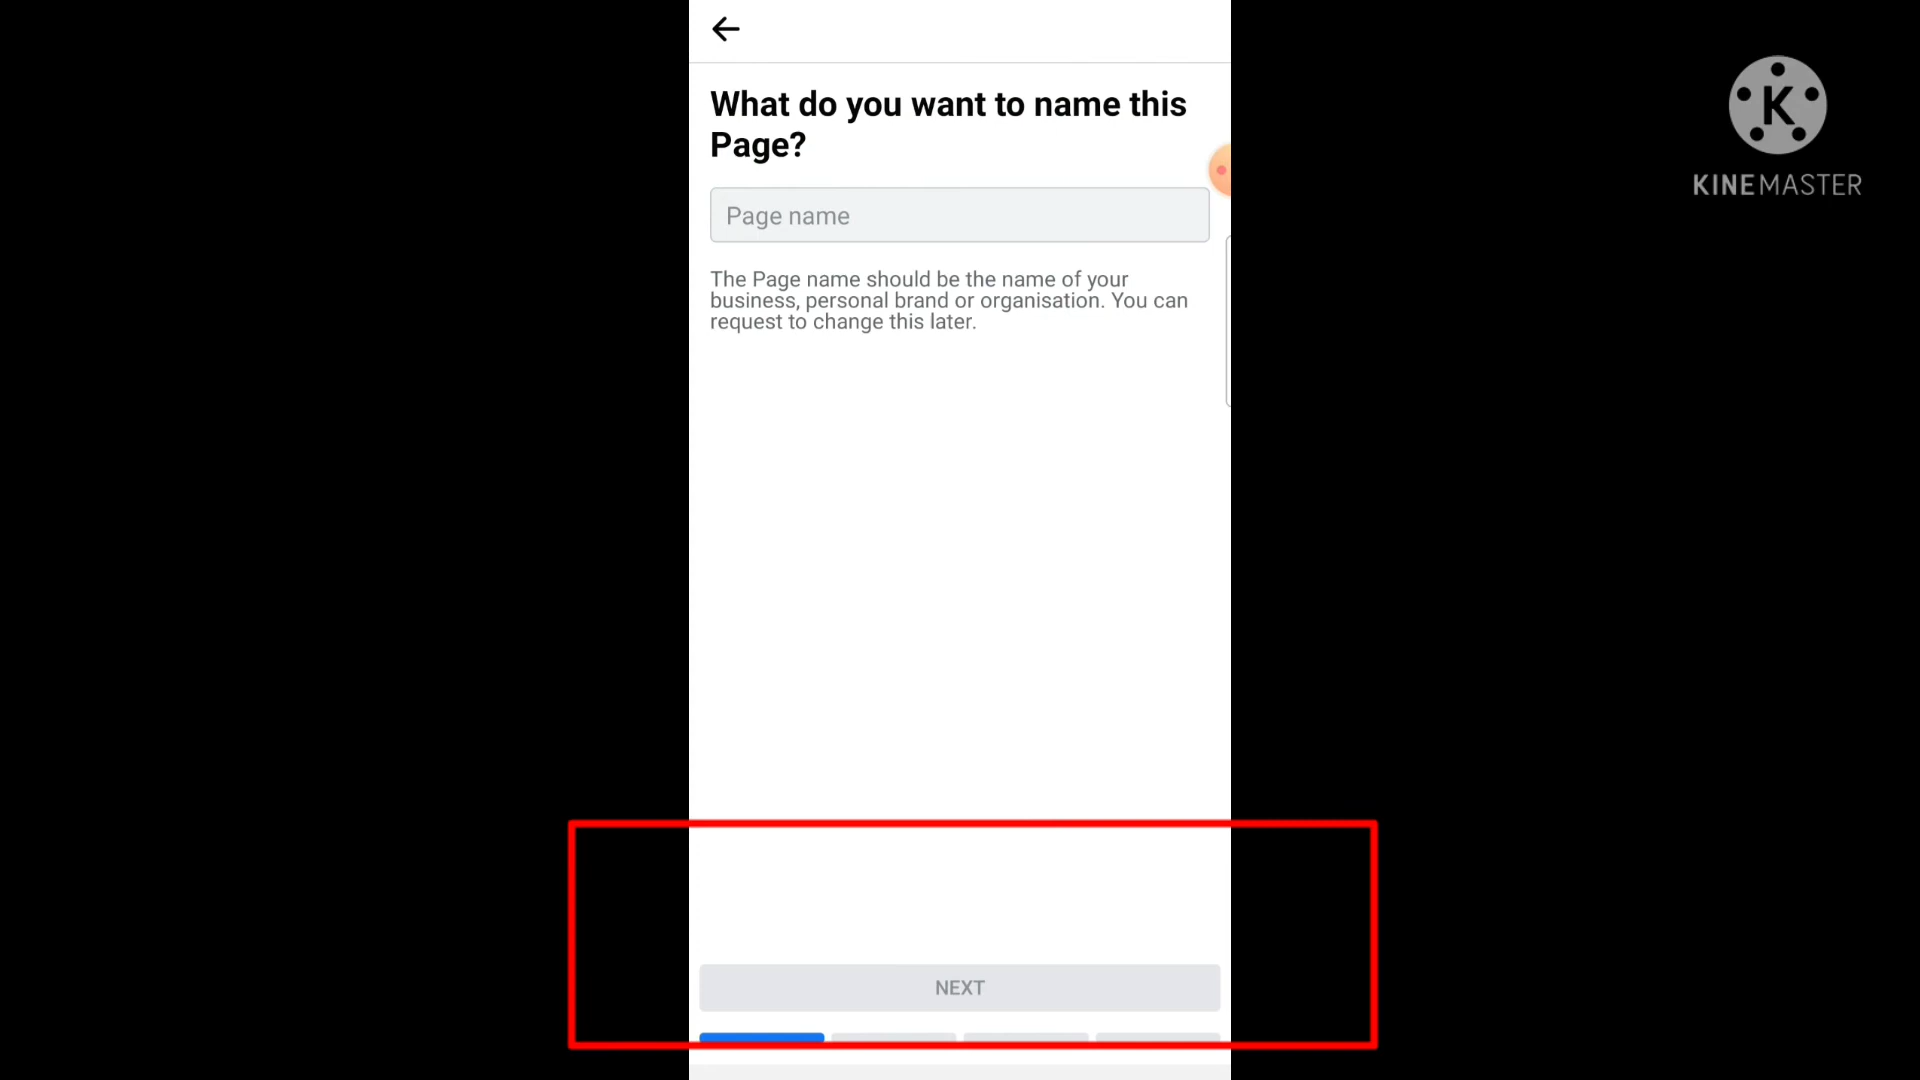 What do you want to name this
Page?
Page name
The Page name should be the name of your
business, personal brand or organisation. You can
request to change this later.
NEXT
K
KINEMASTER